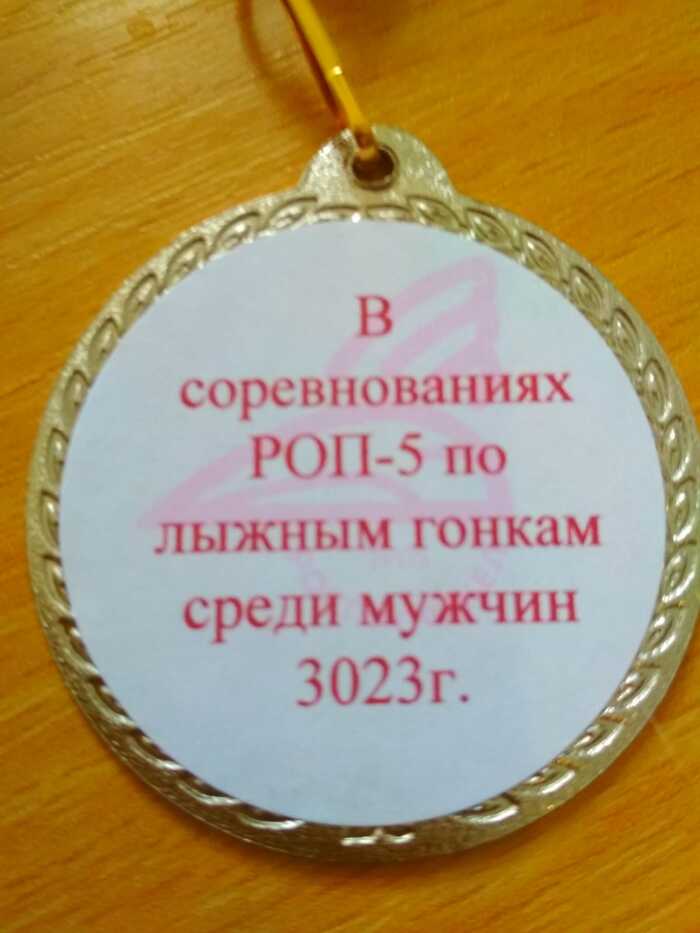 В
соревнованиях
РОП-5 по
лыжным гонкам
среди мужчин
3023г.